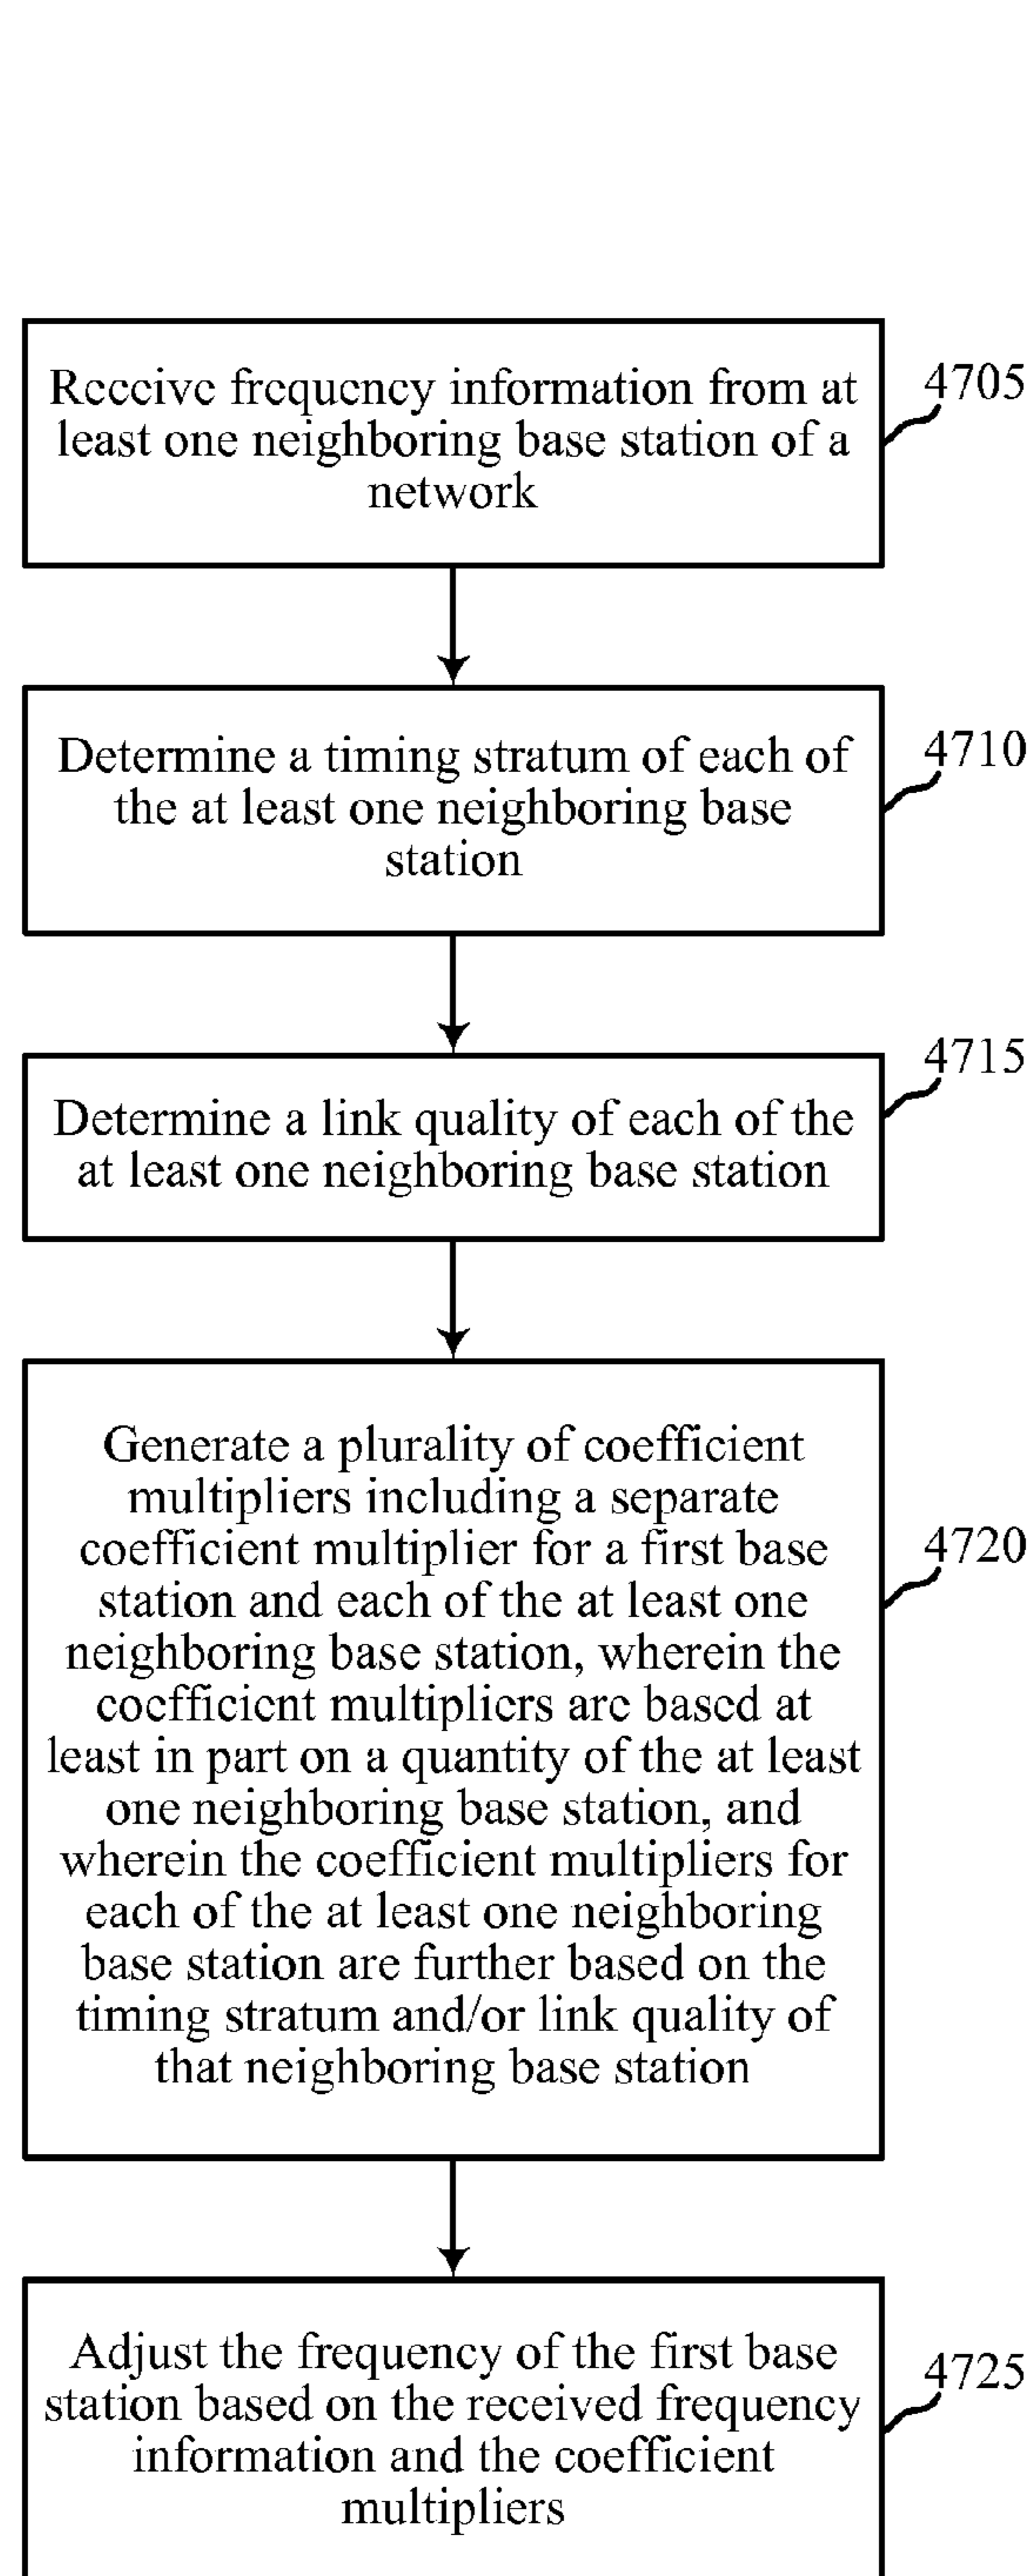 Receive frequency information from at
least one neighboring base station of a
network
4705
Determine a timing stratum of each of
the at least one neighboring base
station
4710
Determine a link quality of each of the
at least one neighboring base station
4715
Generate a plurality of coefficient
multipliers including a separate
coefficient multiplier for a first base
station and each of the at least one
neighboring base station, wherein the
coefficient multipliers are based at
least in part on a quantity of the at least
one neighboring base station, and
wherein the coefficient multipliers for
each of the at least one neighboring
base station are further based on the
timing stratum and/or link quality of
that neighboring base station
4720
Adjust the frequency of the first base
station based on the received frequency
information and the coefficient
multipliers
4725